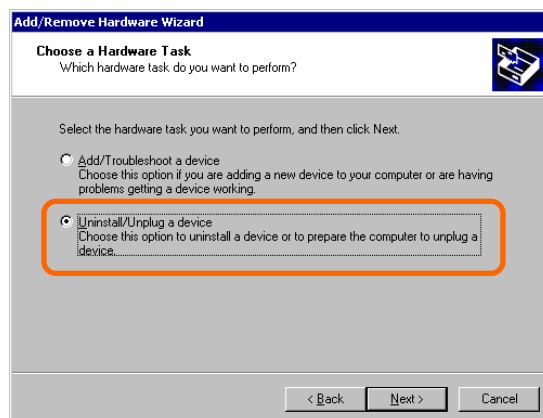 Add/Remove Hardware Wizard
Choose a Hardware Task
Which hardware task do you want to perform?
Select the hardware task you want to perform, and then click Next.
Add/Troubleshoot a device
Choose this option if you are adding a new device to your computer or are having
problems getting a device working.
Uninstall/Unplug a device
Choose this option to uninstall a device or to prepare the computer to unplug a
device.
< Back Next > Cancel